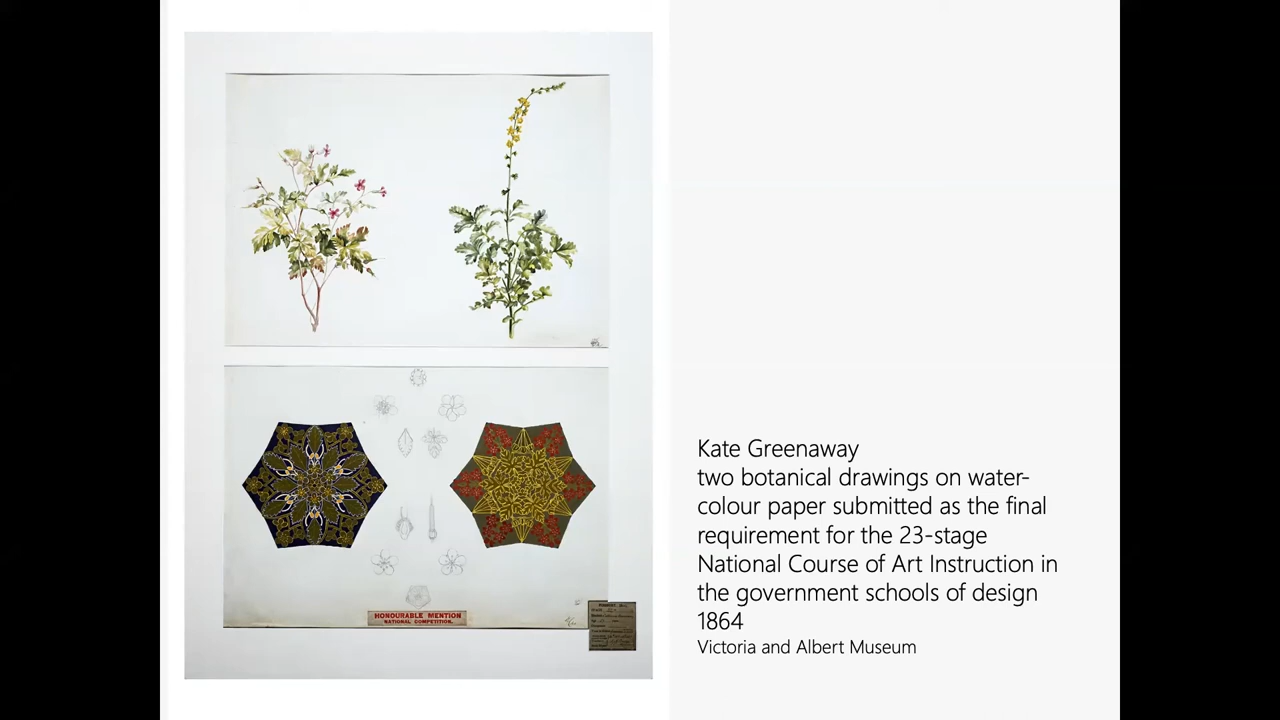 Kate Greenaway
two botanical drawings on water-
colour paper submitted as the final
requirement for the 23-stage
National Course of Art Instruction in
the government schools of design
1864
Victoria and Albert Museum
HONOURABLE MENTION
NATIONAL COMPETITION.